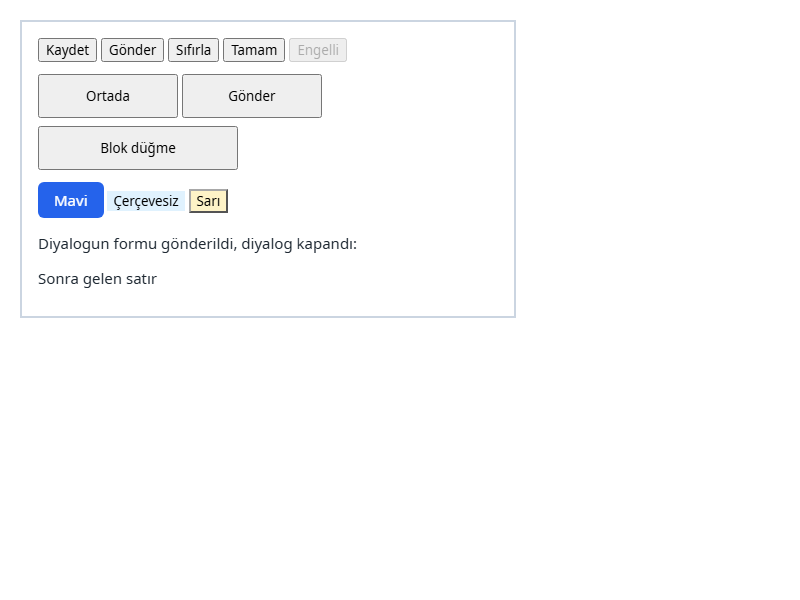 Kaydet Gönder Sıfırla Tamam Engelli
Ortada Gönder
Blok düğme
Mavi Çerçevesiz Sarı
Diyalogun formu gönderildi, diyalog kapandı:
Sonra gelen satır